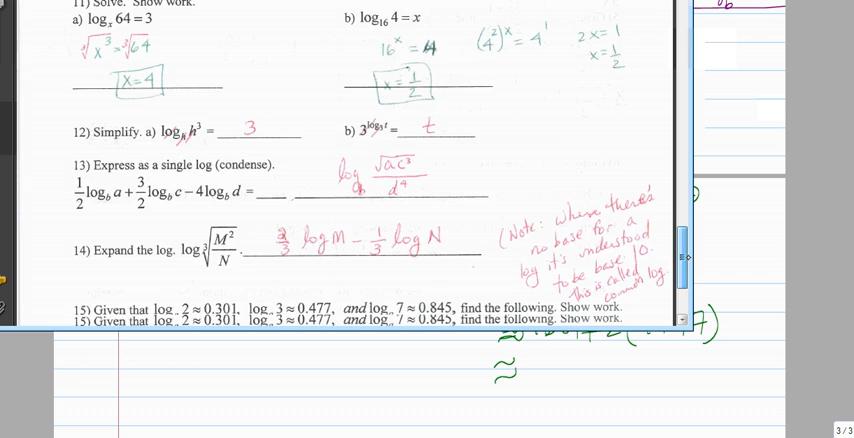 11) Solve. Show work.
a) logₓ 64 = 3
b) log₁₆ 4 = x
∛x³ = ∛64
16ˣ = 4
(4²)ˣ = 4¹
2x = 1
x = 1/2
x = 4
x = 1/2
12) Simplify. a) logₕ h³ = 3
b) 3^(log₃ t) = t
13) Express as a single log (condense).
1/2 log_b a + 3/2 log_b c − 4 log_b d = log_b √(ac³)/d⁴
14) Expand the log. log ∛(M²/N) . 2/3 log M − 1/3 log N
(Note: where there's
no base for a
log it's understood
to be base 10.
This is called
common log.
15) Given that log 2 ≈ 0.301, log 3 ≈ 0.477, and log 7 ≈ 0.845, find the following. Show work.
15) Given that log 2 ≈ 0.301, log 3 ≈ 0.477, and log 7 ≈ 0.845, find the following. Show work.
7)
≈
3 / 3